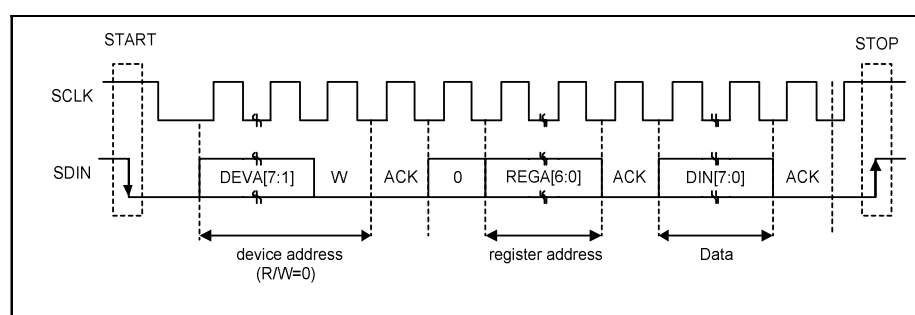 START
STOP
SCLK
SDIN
DEVA[7:1]
W
ACK
0
REGA[6:0]
ACK
DIN[7:0]
ACK
device address
(R/W=0)
register address
Data